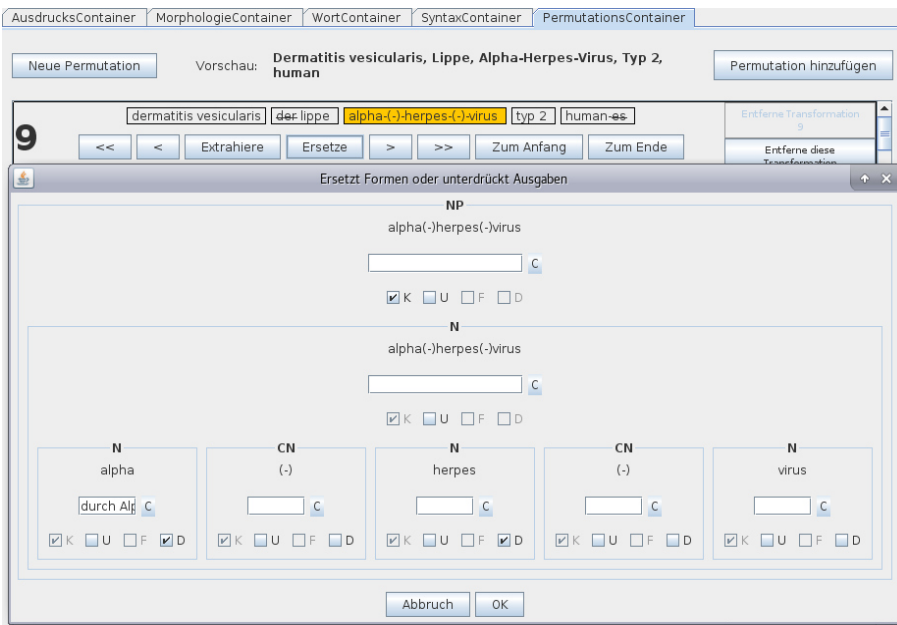 AusdrucksContainer MorphologieContainer WortContainer SyntaxContainer PermutationsContainer
Neue Permutation Vorschau: Dermatitis vesicularis, Lippe, Alpha-Herpes-Virus, Typ 2, human Permutation hinzufügen
9 dermatitis vesicularis der lippe alpha-(-)-herpes-(-)-virus typ 2 human-es Entferne Transformation 9
<< < Extrahiere Ersetze > >> Zum Anfang Zum Ende Entferne diese Transformation
Ersetzt Formen oder unterdrückt Ausgaben
NP
alpha(-)herpes(-)virus
C
K U F D
N
alpha(-)herpes(-)virus
C
K U F D
N CN N CN N
alpha (-) herpes (-) virus
durch Alp C C C C C
K U F D K U F D K U F D K U F D K U F D
Abbruch OK